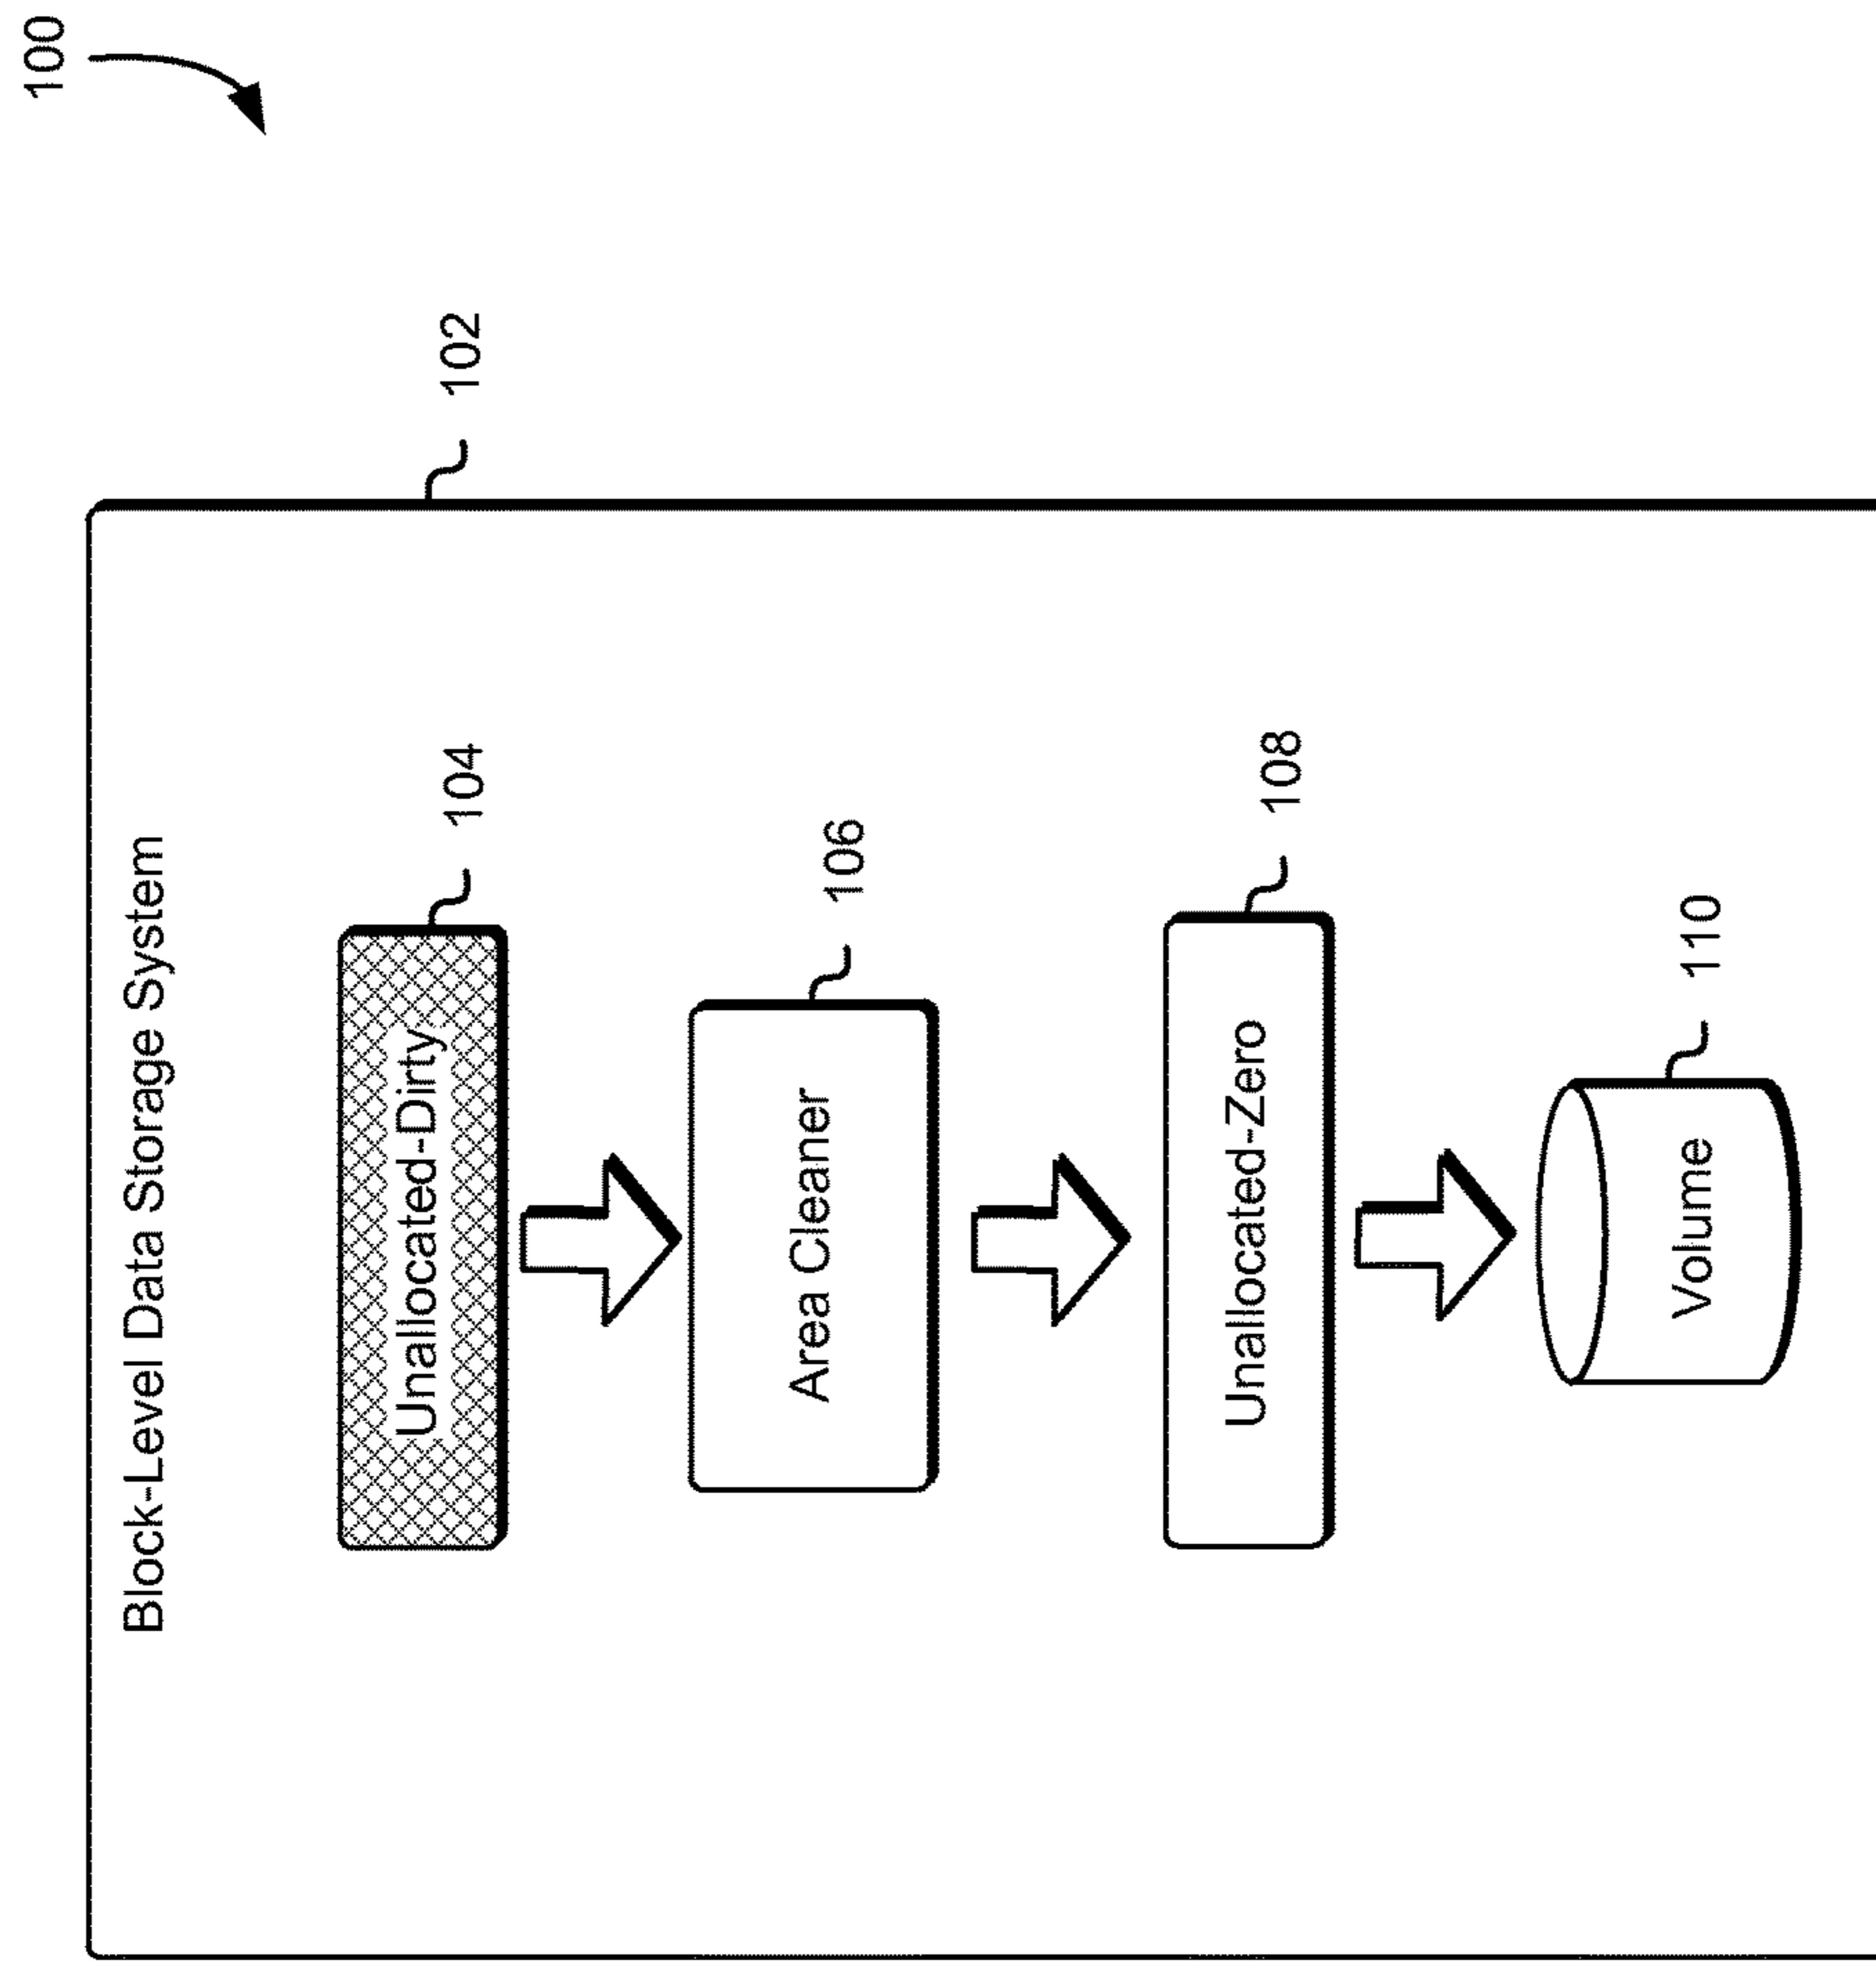 100
102
Block-Level Data Storage System
104
Unallocated-Dirty
106
Area Cleaner
108
Unallocated-Zero
110
Volume